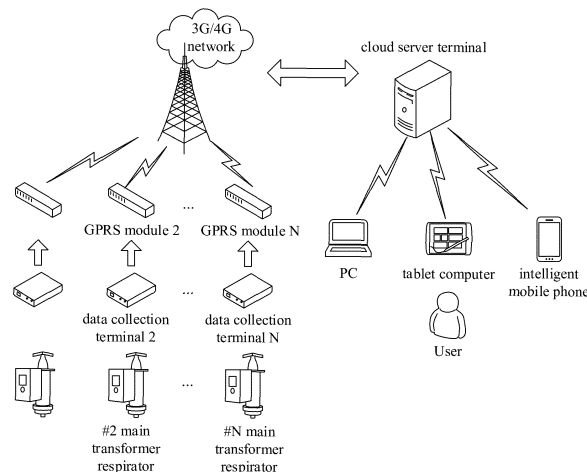 3G/4G
network
cloud server terminal
GPRS module 2
...
GPRS module N
PC
tablet computer
intelligent
mobile phone
data collection
terminal 2
...
data collection
terminal N
User
...
#2 main
transformer
respirator
#N main
transformer
respirator